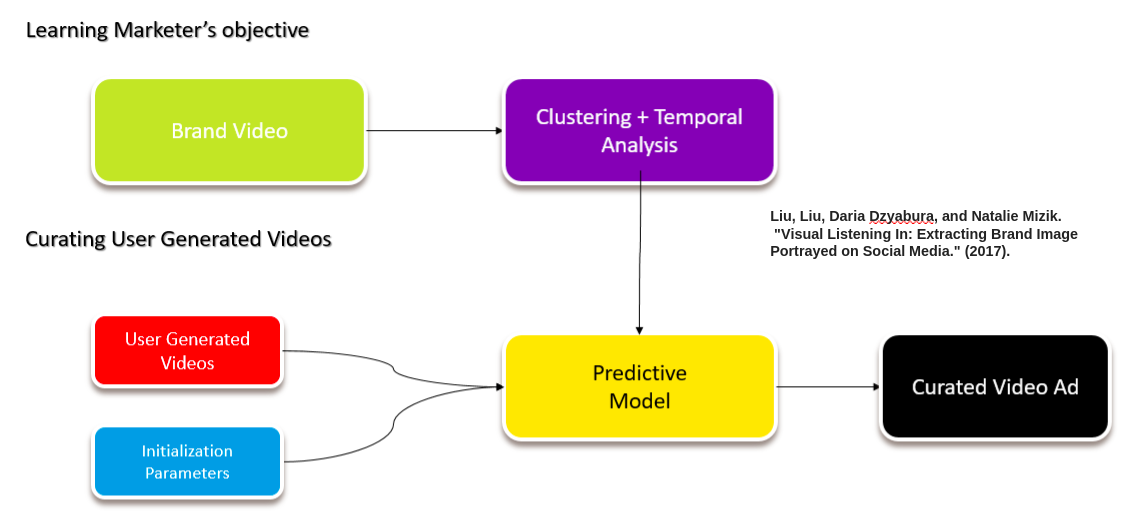 Learning Marketer’s objective
Brand Video
Clustering + Temporal
Analysis
Liu, Liu, Daria Dzyabura, and Natalie Mizik.
"Visual Listening In: Extracting Brand Image
Portrayed on Social Media." (2017).
Curating User Generated Videos
User Generated
Videos
Initialization
Parameters
Predictive
Model
Curated Video Ad